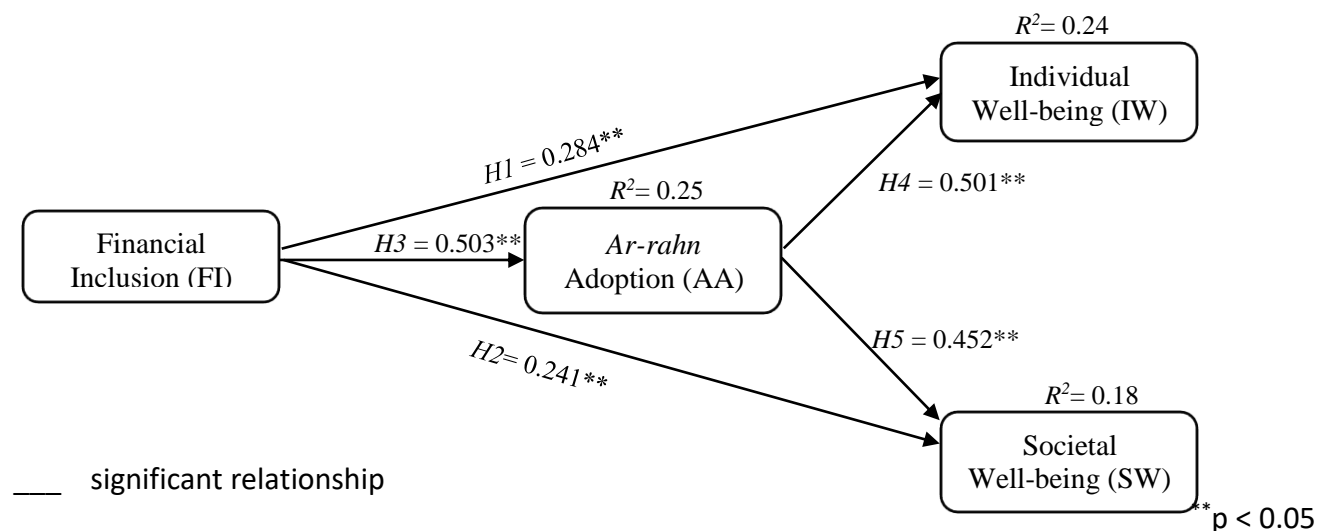 R²= 0.24
Individual
Well-being (IW)
H1 = 0.284**
H4 = 0.501**
R²= 0.25
Financial
Inclusion (FI)
H3 = 0.503**
Ar-rahn
Adoption (AA)
H5 = 0.452**
H2= 0.241**
R²= 0.18
Societal
Well-being (SW)
___ significant relationship
**p < 0.05